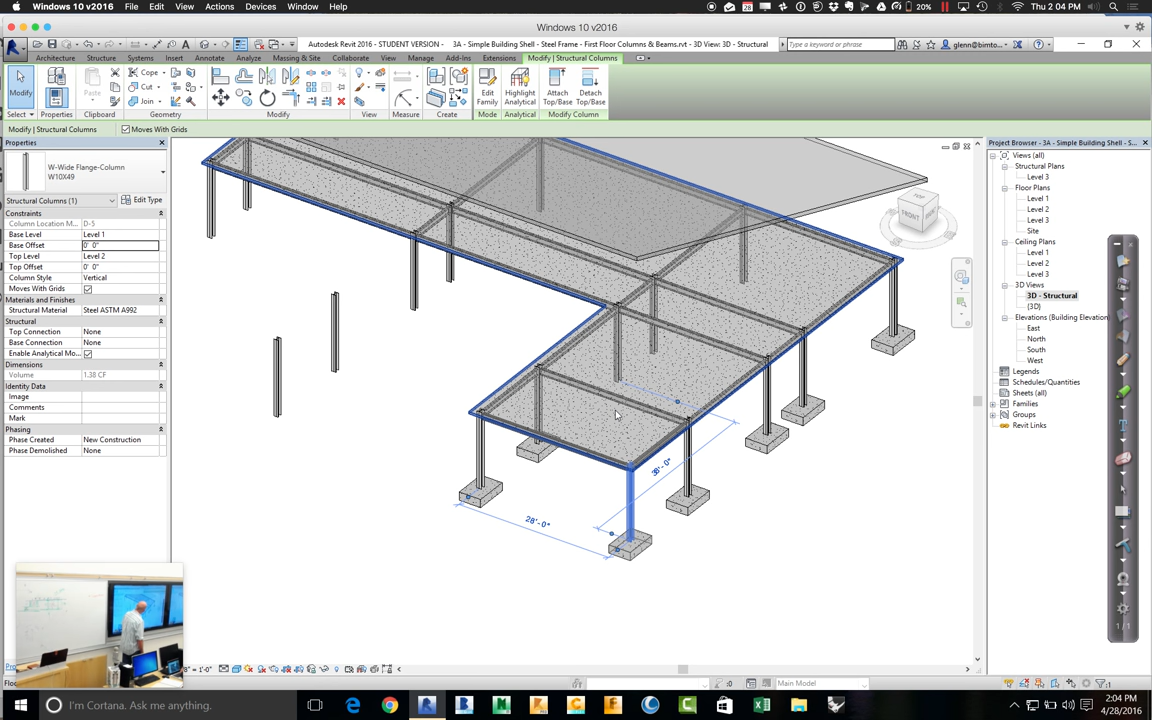 Windows 10 v2016 File Edit View Actions Devices Window Help
28
20% Thu 2:04 PM
Windows 10 v2016
Autodesk Revit 2016 - STUDENT VERSION - 3A - Simple Building Shell - Steel Frame - First Floor Columns & Beams.rvt - 3D View: 3D - Structural
Type a keyword or phrase
glenn@bimto...
Architecture Structure Systems Insert Annotate Analyze Massing & Site Collaborate View Manage Add-Ins Extensions Modify | Structural Columns
Modify
Cope
Cut
Join
Paste
Edit
Family
Highlight
Analytical
Attach
Top/Base
Detach
Top/Base
Select Properties Clipboard Geometry Modify View Measure Create Mode Analytical Modify Column
Modify | Structural Columns Moves With Grids
Properties
W-Wide Flange-Column
W10X49
Structural Columns (1) Edit Type
Constraints
Column Location M... D-5
Base Level Level 1
Base Offset 0' 0"
Top Level Level 2
Top Offset 0' 0"
Column Style Vertical
Moves With Grids
Materials and Finishes
Structural Material Steel ASTM A992
Structural
Top Connection None
Base Connection None
Enable Analytical Mo...
Dimensions
Volume 1.38 CF
Identity Data
Image
Comments
Mark
Phasing
Phase Created New Construction
Phase Demolished None
TOP
FRONT
28' - 0"
36' - 0"
Project Browser - 3A - Simple Building Shell - S...
Views (all)
Structural Plans
Level 3
Floor Plans
Level 1
Level 2
Level 3
Site
Ceiling Plans
Level 1
Level 2
Level 3
3D Views
3D - Structural
(3D)
Elevations (Building Elevation
East
North
South
West
Legends
Schedules/Quantities
Sheets (all)
Families
Groups
Revit Links
1 / 1
= 1'-0"
:0
Main Model
:1
I'm Cortana. Ask me anything.
2:04 PM
4/28/2016